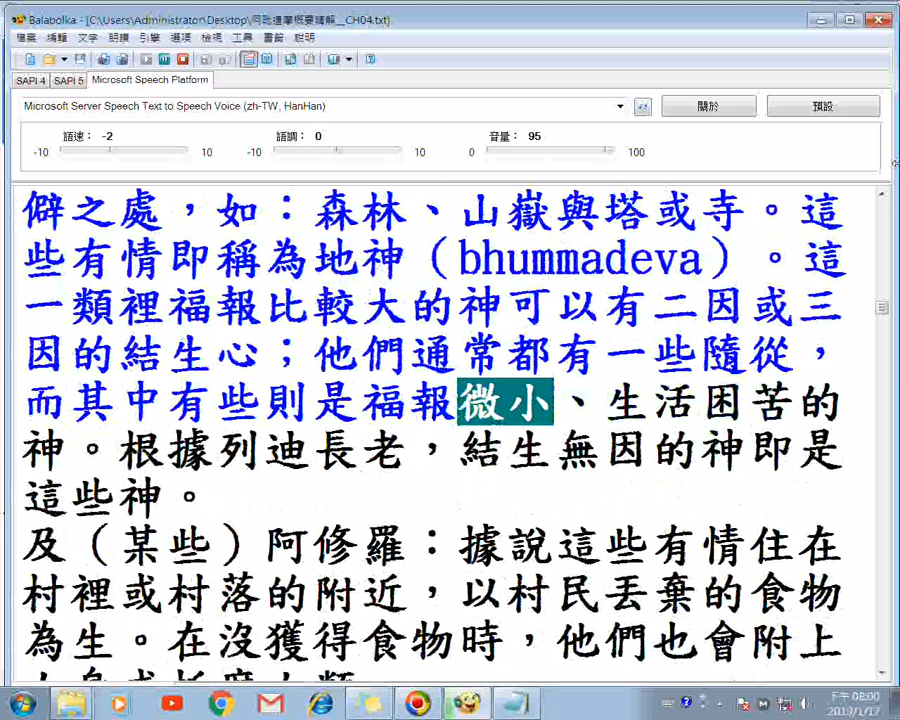 Balabolka - [C:\Users\Administrator\Desktop\阿毗達摩概要精解__CH04.txt]
檔案 編輯 文字 朗讀 引擎 選項 檢視 工具 書籤 說明
SAPI 4 SAPI 5 Microsoft Speech Platform
Microsoft Server Speech Text to Speech Voice (zh-TW, HanHan) 關於 預設
語速： -2 語調： 0 音量： 95
-10 10 -10 10 0 100
僻之處，如：森林、山嶽與塔或寺。這
些有情即稱為地神（bhummadeva）。這
一類裡福報比較大的神可以有二因或三
因的結生心；他們通常都有一些隨從，
而其中有些則是福報微小、生活困苦的
神。根據列迪長老，結生無因的神即是
這些神。
及（某些）阿修羅：據說這些有情住在
村裡或村落的附近，以村民丟棄的食物
為生。在沒獲得食物時，他們也會附上
下午 08:00
2019/1/17